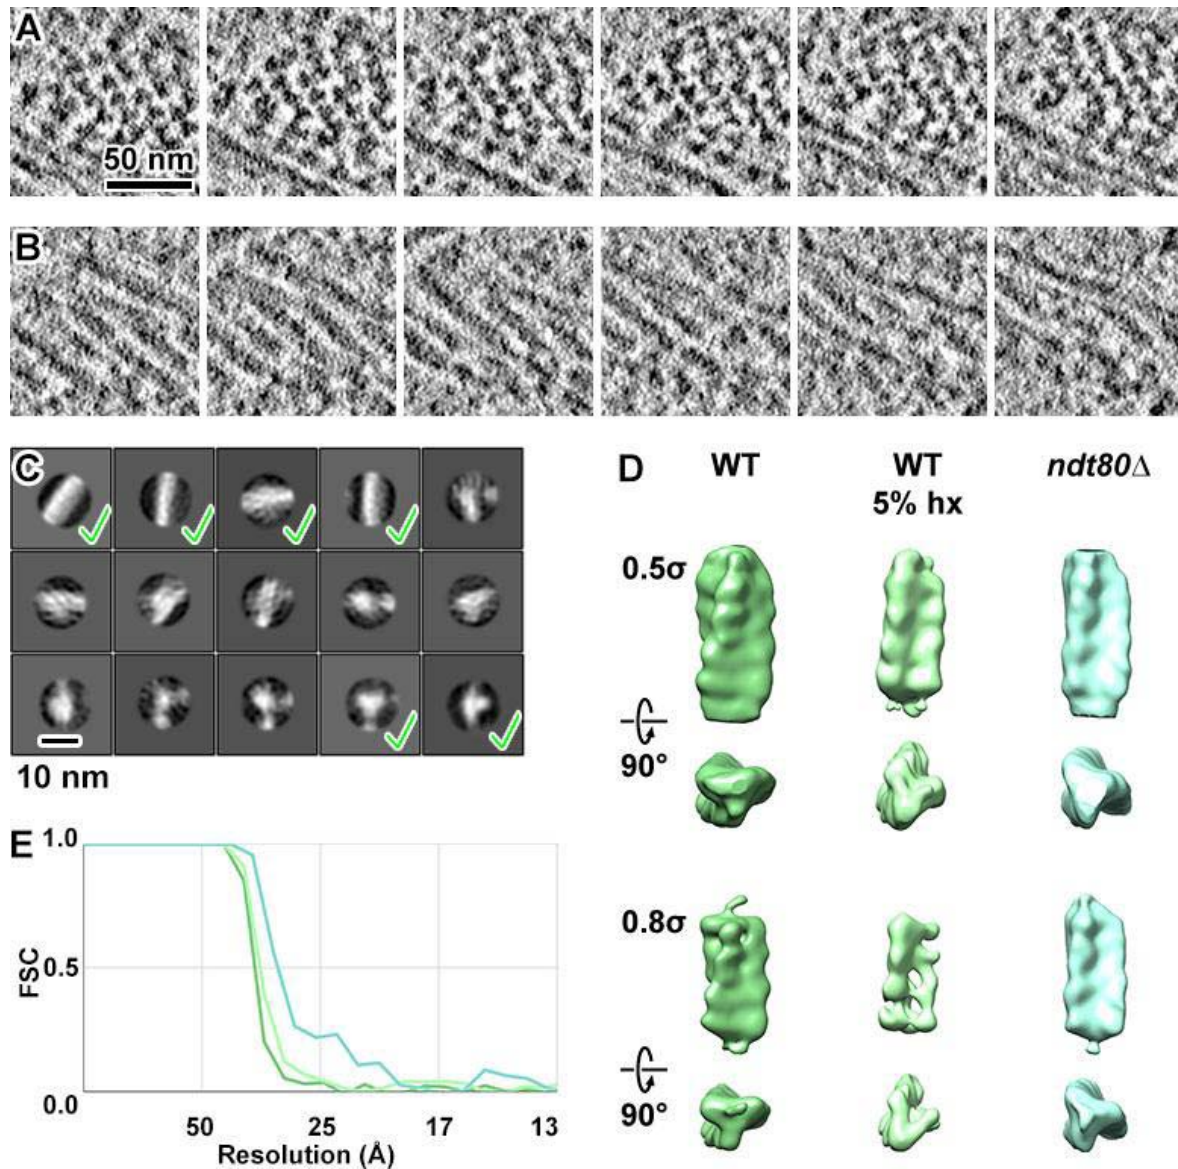 A
50 nm
B
C
10 nm
D
WT
WT
5% hx
ndt80Δ
0.5σ
90°
0.8σ
90°
E
1.0
0.5
0.0
FSC
50
25
17
13
Resolution (Å)